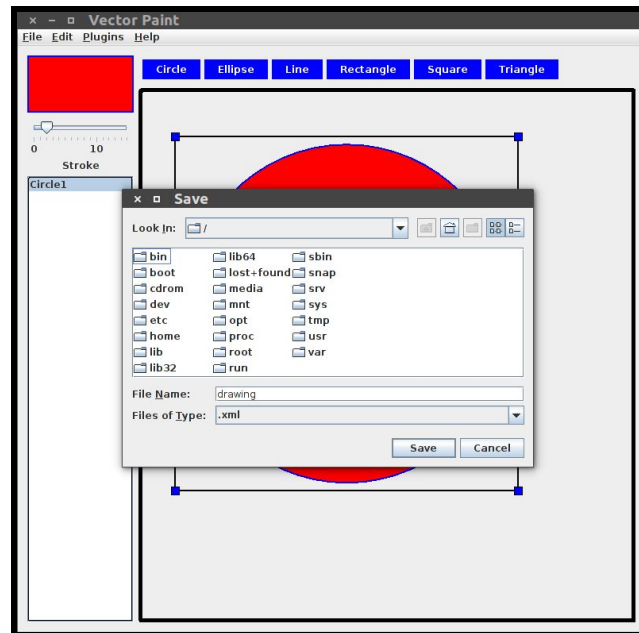 Vector Paint
File Edit Plugins Help
Circle Ellipse Line Rectangle Square Triangle
0 10
Stroke
Circle1
Save
Look In: /
bin lib64 sbin
boot lost+found snap
cdrom media srv
dev mnt sys
etc opt tmp
home proc usr
lib root var
lib32 run
File Name: drawing
Files of Type: .xml
Save Cancel